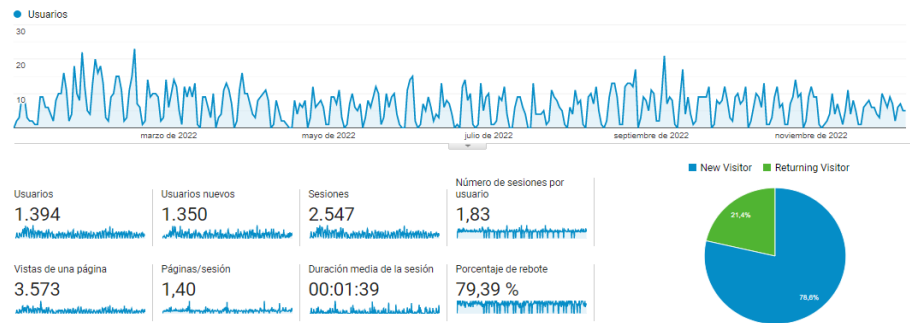 Usuarios
30
20
10
marzo de 2022
mayo de 2022
julio de 2022
septiembre de 2022
noviembre de 2022
New Visitor
Returning Visitor
Usuarios
1.394
Usuarios nuevos
1.350
Sesiones
2.547
Número de sesiones por
usuario
1,83
Vistas de una página
3.573
Páginas/sesión
1,40
Duración media de la sesión
00:01:39
Porcentaje de rebote
79,39 %
21,4%
78,6%